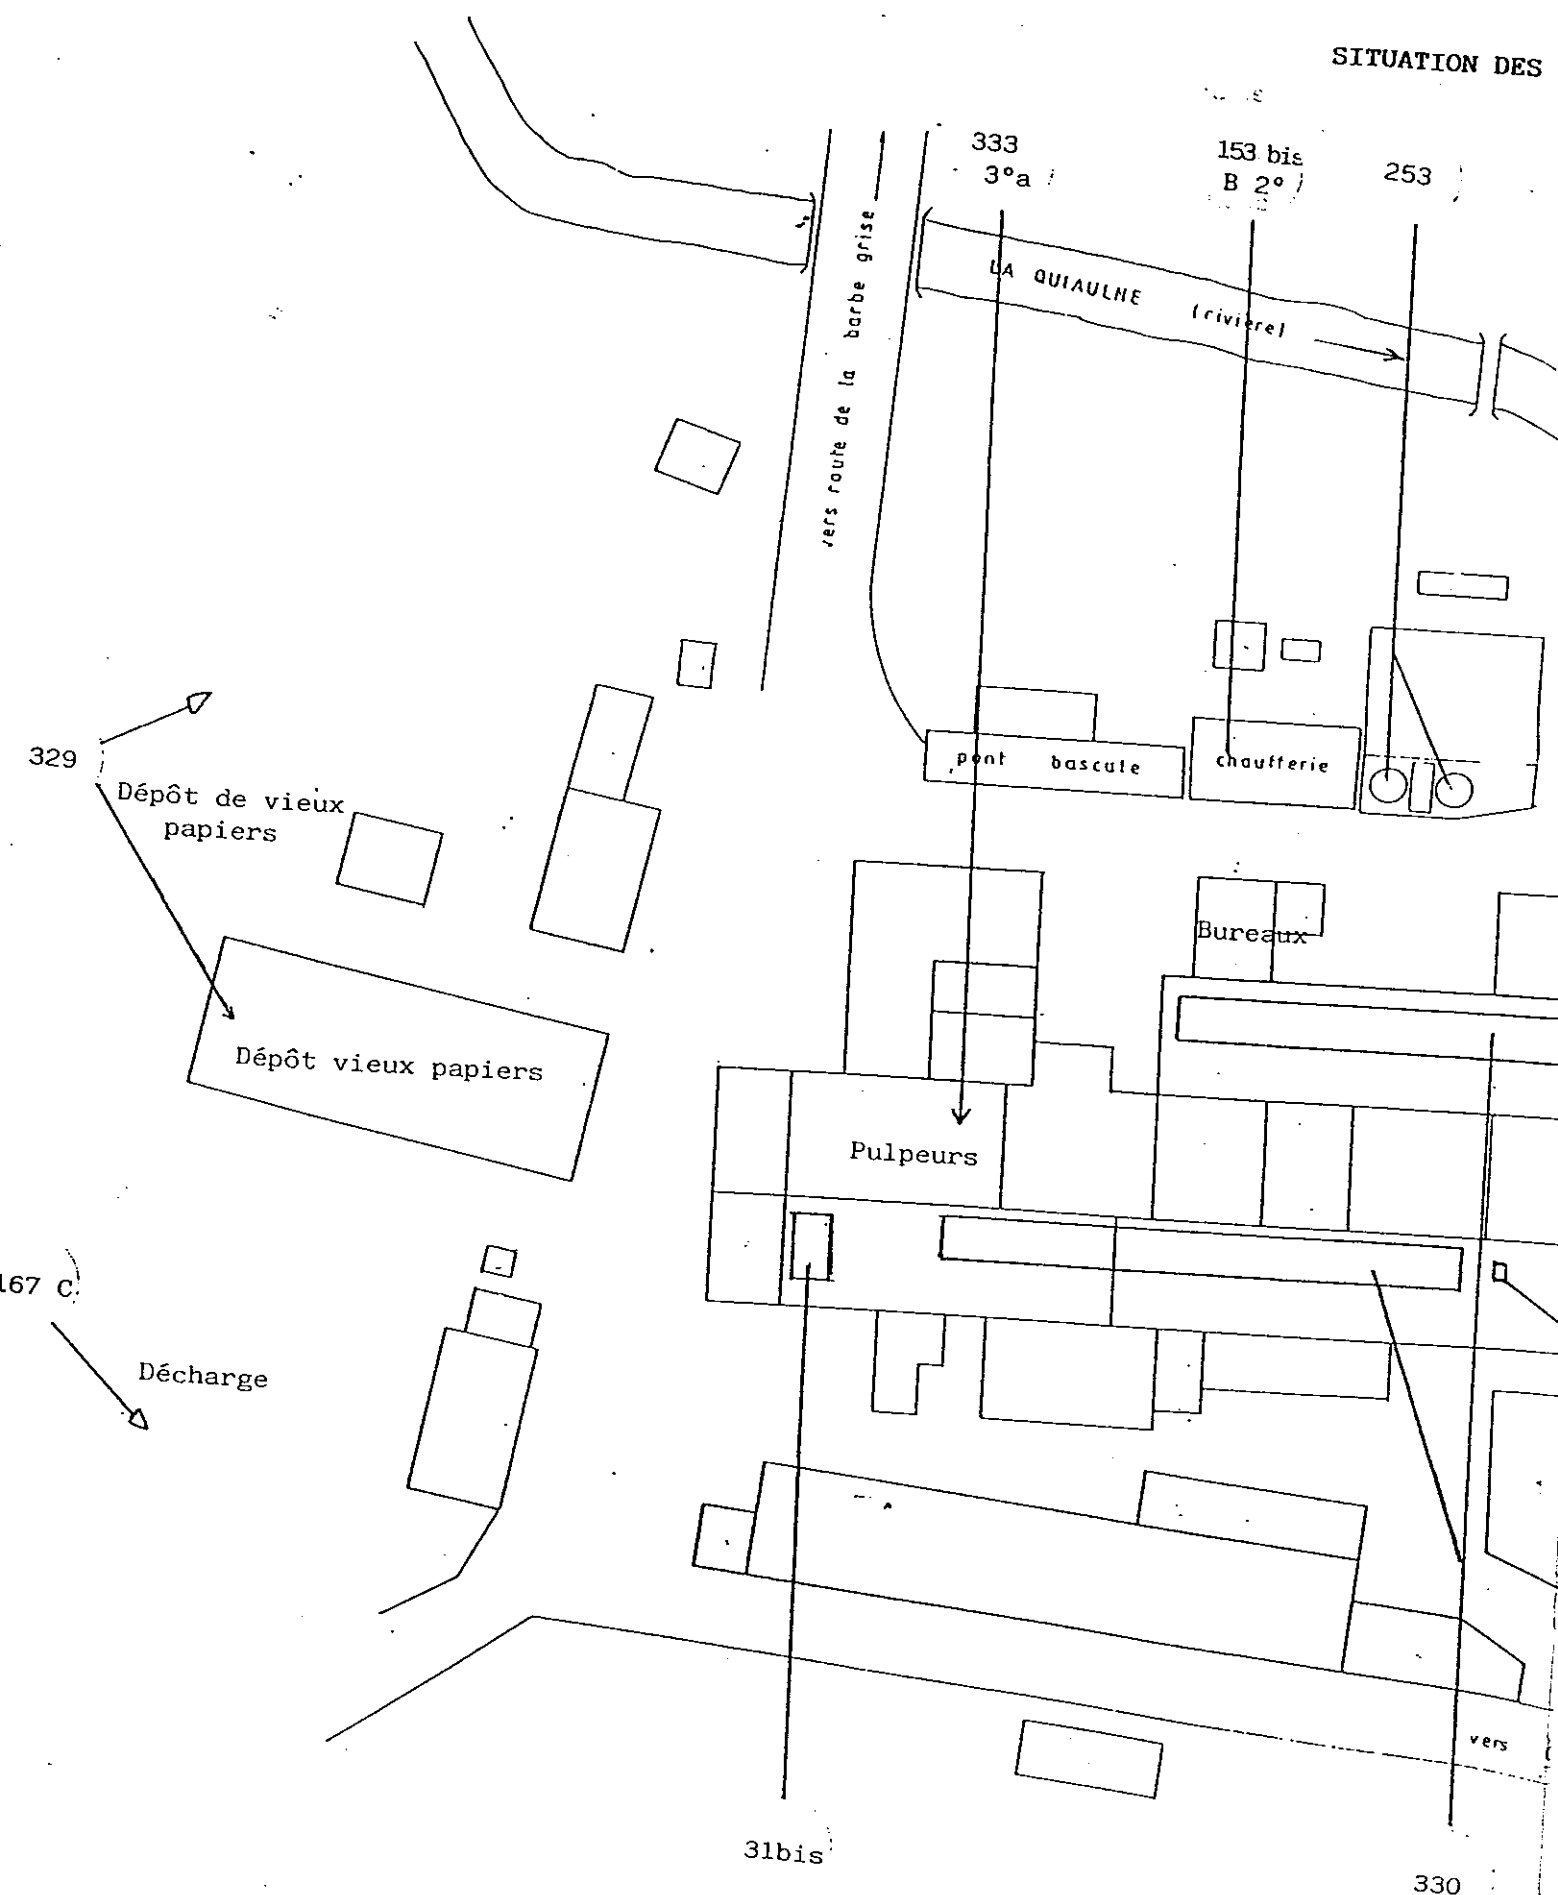 SITUATION DES
333
3°a
153 bis
B 2°
253
vers route de la barbe grise
LA QUIAULNE (rivière)
329
Dépôt de vieux
papiers
pont bascule
chaufferie
Bureaux
Dépôt vieux papiers
Pulpeurs
167 C
Décharge
vers
31bis
330